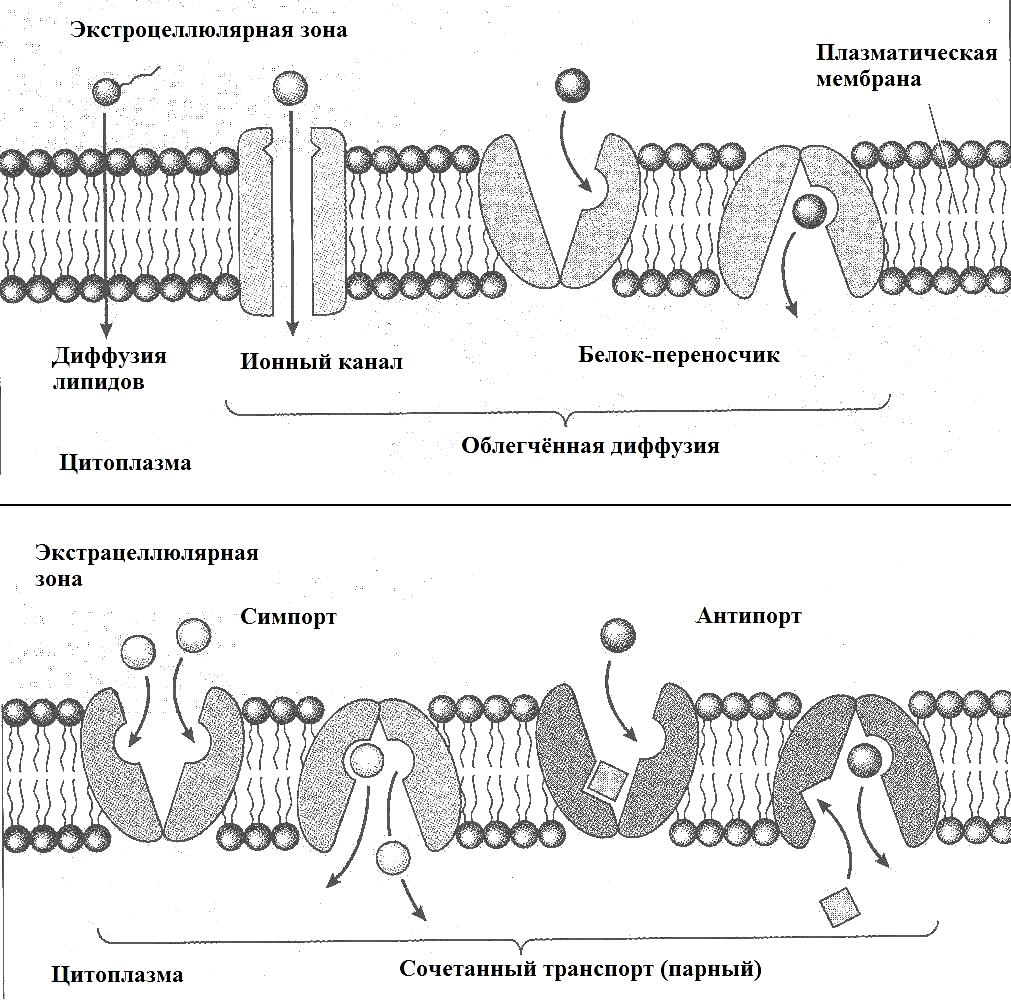 Экстроцеллюлярная зона
Плазматическая
мембрана
Диффузия
липидов
Ионный канал
Белок-переносчик
Облегчённая диффузия
Цитоплазма
Экстрацеллюлярная
зона
Симпорт
Антипорт
Сочетанный транспорт (парный)
Цитоплазма